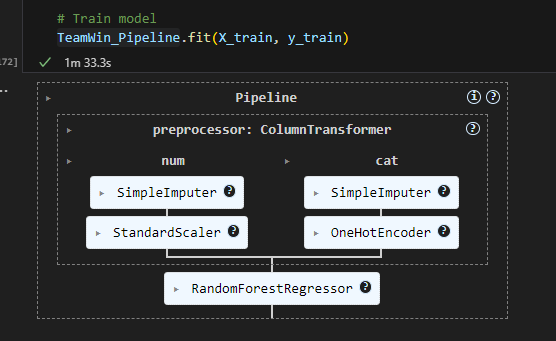 # Train model
TeamWin_Pipeline.fit(X_train, y_train)
172]
1m 33.3s
Pipeline i ?
preprocessor: ColumnTransformer ?
num cat
SimpleImputer ? SimpleImputer ?
StandardScaler ? OneHotEncoder ?
RandomForestRegressor ?